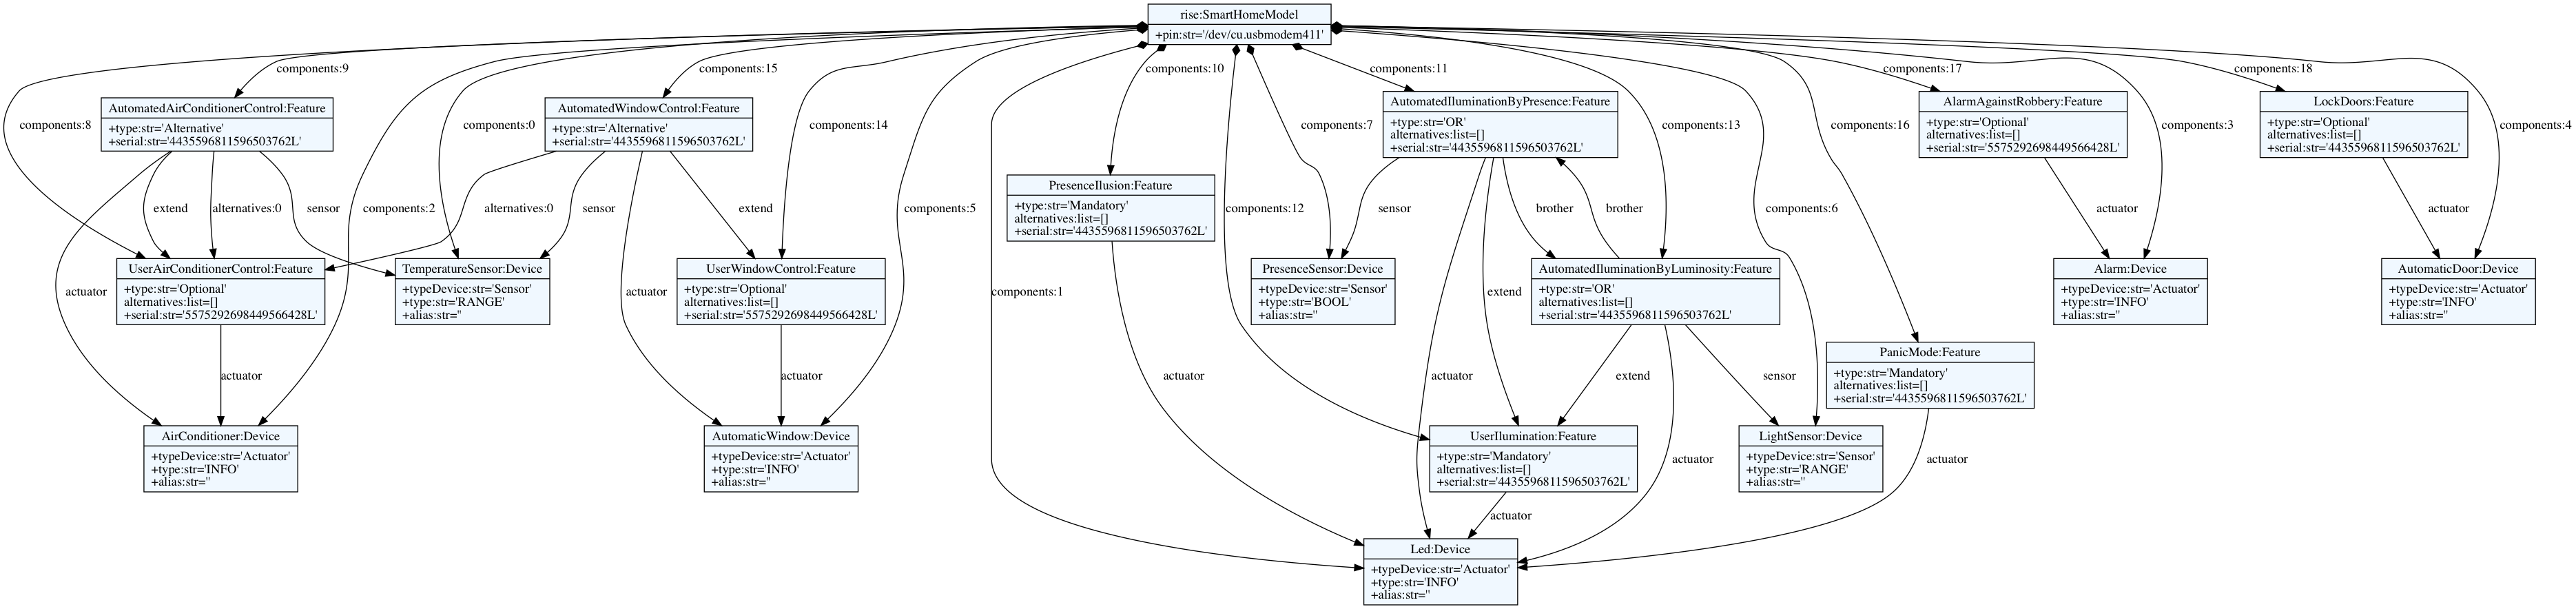 rise:SmartHomeModel
+pin:str='/dev/cu.usbmodem411'
components:9
components:15
components:10
components:11
components:17
components:18
AutomatedAirConditionerControl:Feature
+type:str='Alternative'
+serial:str='4435596811596503762L'
AutomatedWindowControl:Feature
+type:str='Alternative'
+serial:str='4435596811596503762L'
AutomatedIluminationByPresence:Feature
+type:str='OR'
alternatives:list=[]
+serial:str='4435596811596503762L'
AlarmAgainstRobbery:Feature
+type:str='Optional'
alternatives:list=[]
+serial:str='5575292698449566428L'
LockDoors:Feature
+type:str='Optional'
alternatives:list=[]
+serial:str='4435596811596503762L'
components:8
components:0
components:14
components:7
components:13
components:16
components:3
components:4
PresenceIlusion:Feature
+type:str='Mandatory'
alternatives:list=[]
+serial:str='4435596811596503762L'
extend
alternatives:0
sensor
components:2
alternatives:0
sensor
extend
components:5
components:12
sensor
brother
brother
components:6
actuator
actuator
UserAirConditionerControl:Feature
+type:str='Optional'
alternatives:list=[]
+serial:str='5575292698449566428L'
TemperatureSensor:Device
+typeDevice:str='Sensor'
+type:str='RANGE'
+alias:str=''
UserWindowControl:Feature
+type:str='Optional'
alternatives:list=[]
+serial:str='5575292698449566428L'
PresenceSensor:Device
+typeDevice:str='Sensor'
+type:str='BOOL'
+alias:str=''
AutomatedIluminationByLuminosity:Feature
+type:str='OR'
alternatives:list=[]
+serial:str='4435596811596503762L'
Alarm:Device
+typeDevice:str='Actuator'
+type:str='INFO'
+alias:str=''
AutomaticDoor:Device
+typeDevice:str='Actuator'
+type:str='INFO'
+alias:str=''
actuator
actuator
components:1
extend
PanicMode:Feature
+type:str='Mandatory'
alternatives:list=[]
+serial:str='4435596811596503762L'
actuator
actuator
actuator
actuator
extend
sensor
AirConditioner:Device
+typeDevice:str='Actuator'
+type:str='INFO'
+alias:str=''
AutomaticWindow:Device
+typeDevice:str='Actuator'
+type:str='INFO'
+alias:str=''
UserIlumination:Feature
+type:str='Mandatory'
alternatives:list=[]
+serial:str='4435596811596503762L'
LightSensor:Device
+typeDevice:str='Sensor'
+type:str='RANGE'
+alias:str=''
actuator
actuator
actuator
Led:Device
+typeDevice:str='Actuator'
+type:str='INFO'
+alias:str=''